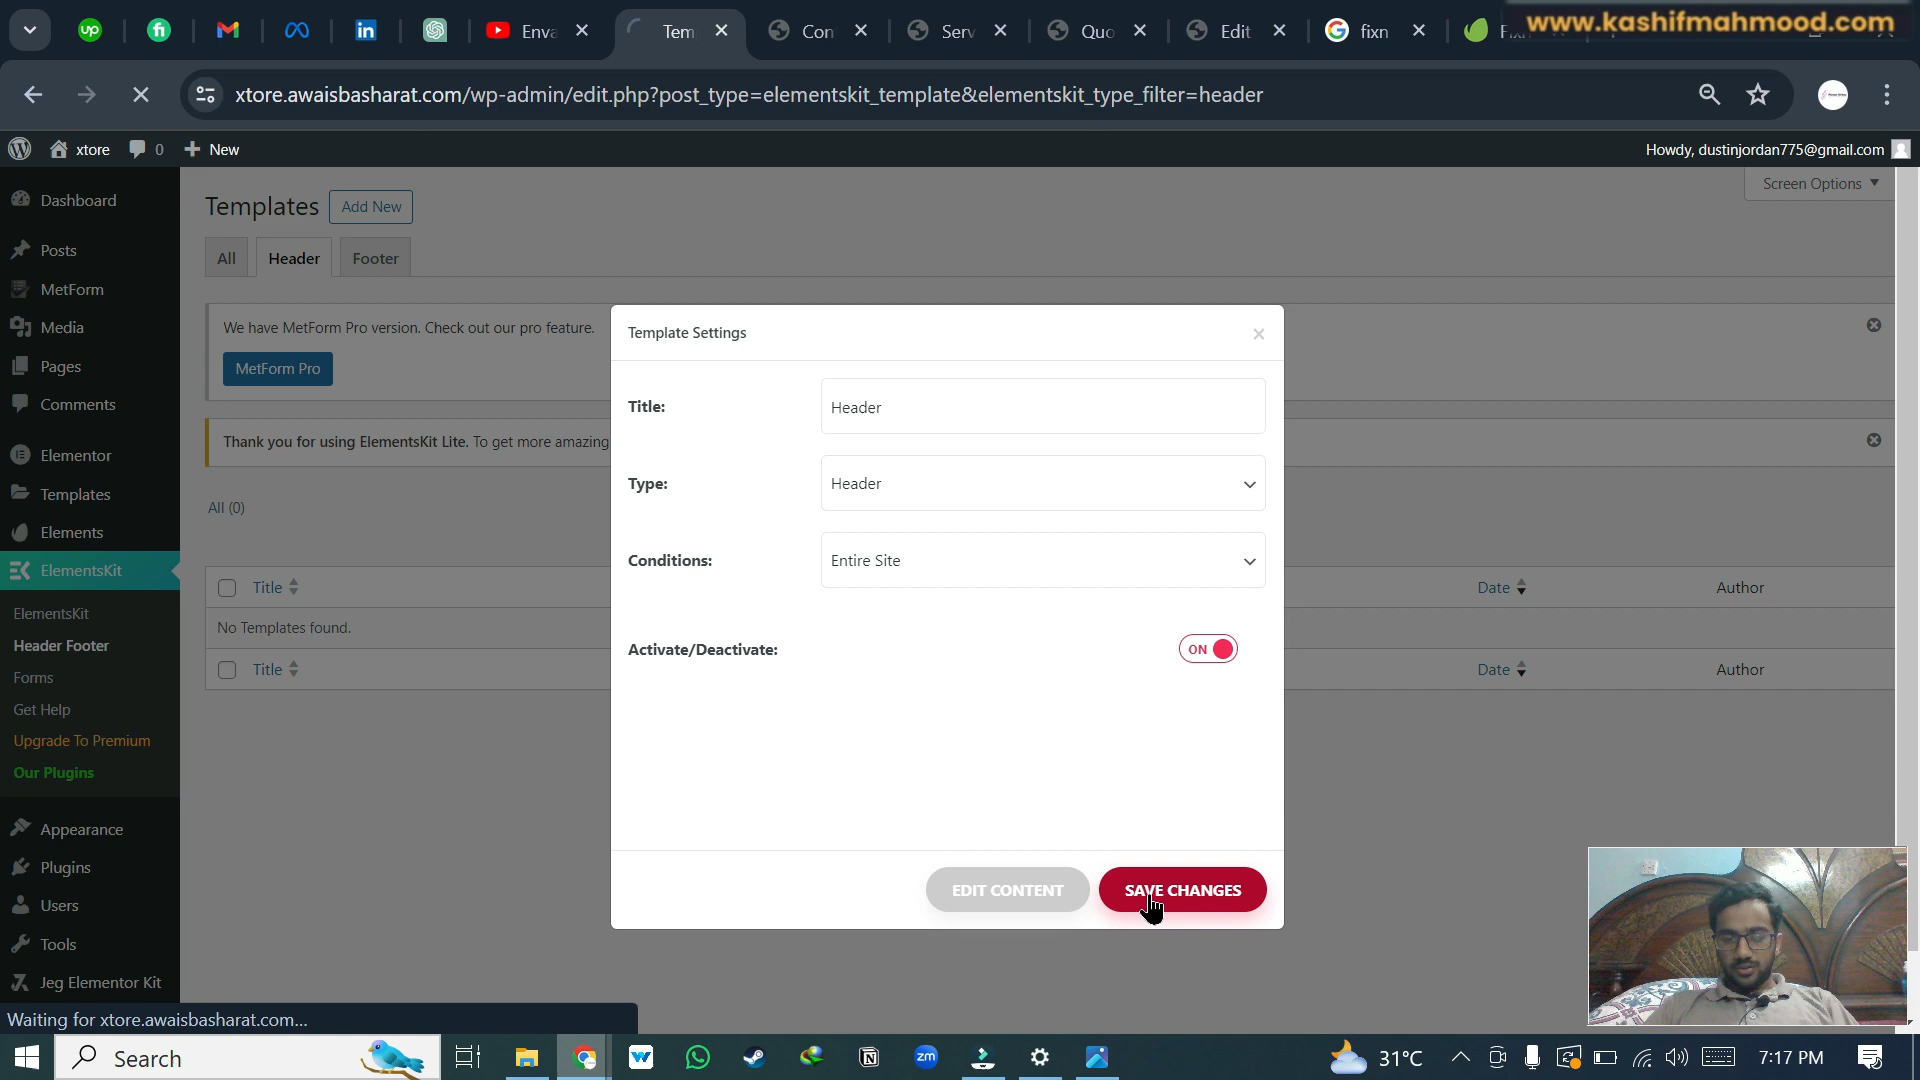 up
fi
Enva
Tem
Con
Serv
Quo
Edit
fixn
www.kashifmahmood.com
xtore.awaisbasharat.com/wp-admin/edit.php?post_type=elementskit_template&elementskit_type_filter=header
xtore
0
New
Howdy, dustinjordan775@gmail.com
Screen Options
Dashboard
Posts
MetForm
Media
Pages
Comments
Elementor
Templates
Elements
ElementsKit
ElementsKit
Header Footer
Forms
Get Help
Upgrade To Premium
Our Plugins
Appearance
Plugins
Users
Tools
Jeg Elementor Kit
Templates
Add New
All
Header
Footer
We have MetForm Pro version. Check out our pro feature.
MetForm Pro
Thank you for using ElementsKit Lite. To get more amazing
All (0)
Title
Date
Author
No Templates found.
Title
Date
Author
Template Settings
Title:
Header
Type:
Header
Conditions:
Entire Site
Activate/Deactivate:
ON
EDIT CONTENT
SAVE CHANGES
Waiting for xtore.awaisbasharat.com...
Search
W
zm
31°C
7:17 PM